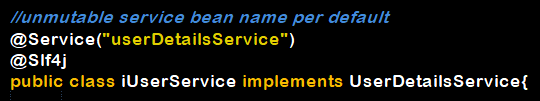 //unmutable service bean name per default
@Service("userDetailsService")
@Slf4j
public class iUserService implements UserDetailsService{